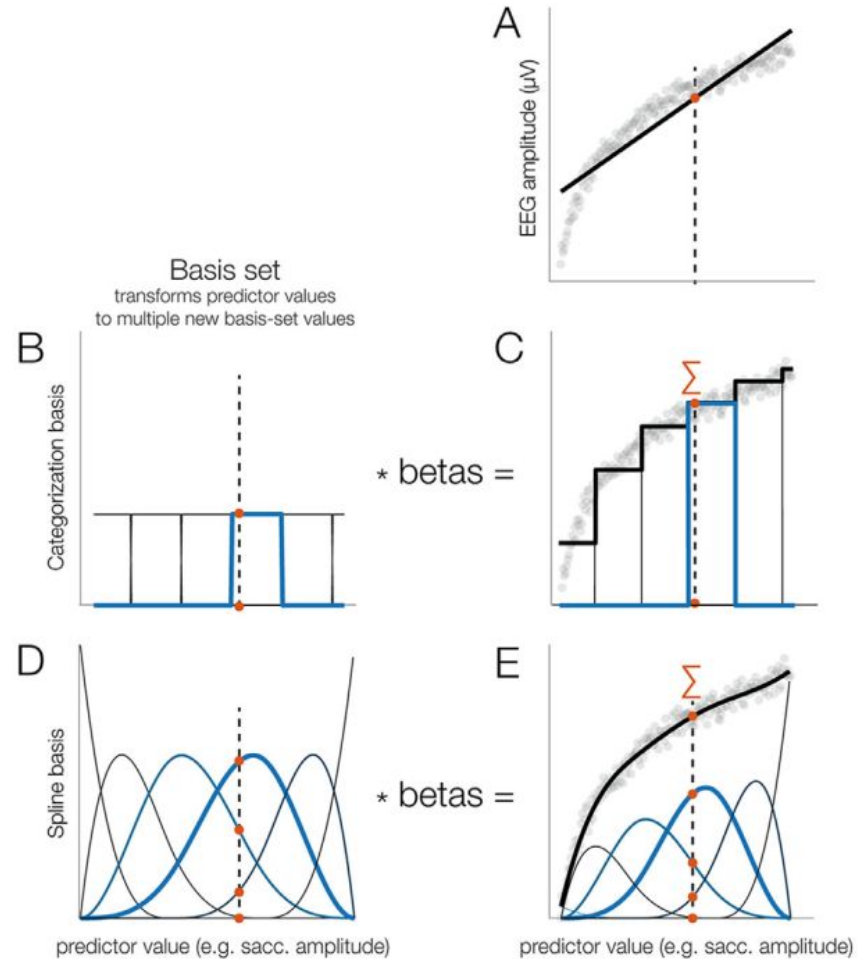 A
EEG amplitude (µV)
Basis set
transforms predictor values
to multiple new basis-set values
B
Categorization basis
* betas =
C
∑
D
Spline basis
predictor value (e.g. sacc. amplitude)
* betas =
E
∑
predictor value (e.g. sacc. amplitude)